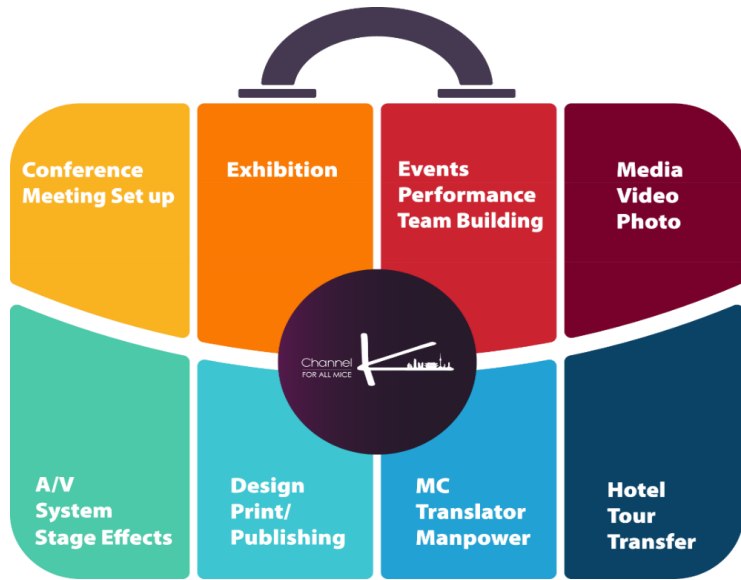 Conference
Meeting Set up
Exhibition
Events
Performance
Team Building
Media
Video
Photo
Channel
FOR ALL MICE
A/V
System
Stage Effects
Design
Print/
Publishing
MC
Translator
Manpower
Hotel
Tour
Transfer